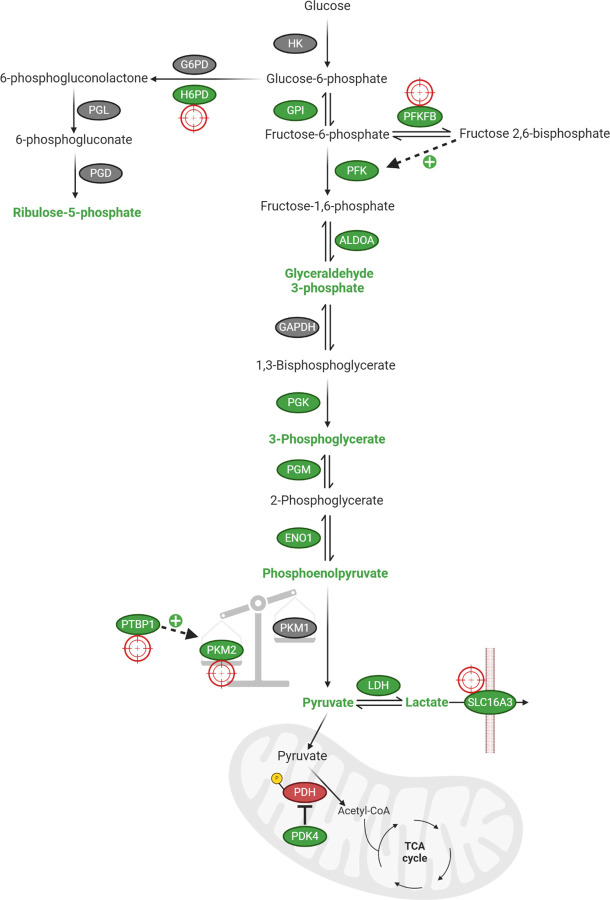 Glucose
HK
G6PD
6-phosphogluconolactone
Glucose-6-phosphate
H6PD
PGL
GPI
PFKFB
6-phosphogluconate
Fructose-6-phosphate
Fructose 2,6-bisphosphate
+
PGD
PFK
Ribulose-5-phosphate
Fructose-1,6-phosphate
ALDOA
Glyceraldehyde
3-phosphate
GAPDH
1,3-Bisphosphoglycerate
PGK
3-Phosphoglycerate
PGM
2-Phosphoglycerate
ENO1
Phosphoenolpyruvate
PTBP1
+
PKM2
PKM1
LDH
Pyruvate
Lactate
SLC16A3
Pyruvate
P
PDH
Acetyl-CoA
PDK4
TCA
cycle